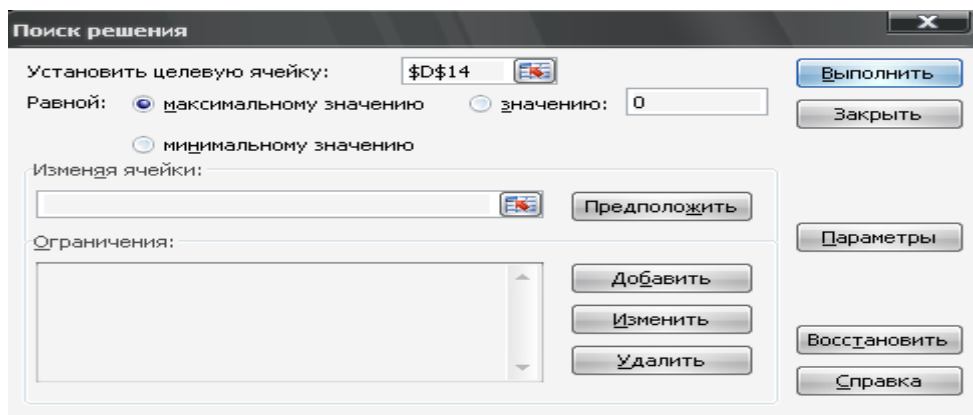 Поиск решения
Установить целевую ячейку: $D$14
Выполнить
Равной: максимальному значению значению: 0
Закрыть
минимальному значению
Изменяя ячейки:
Предположить
Параметры
Ограничения:
Добавить
Изменить
Восстановить
Удалить
Справка